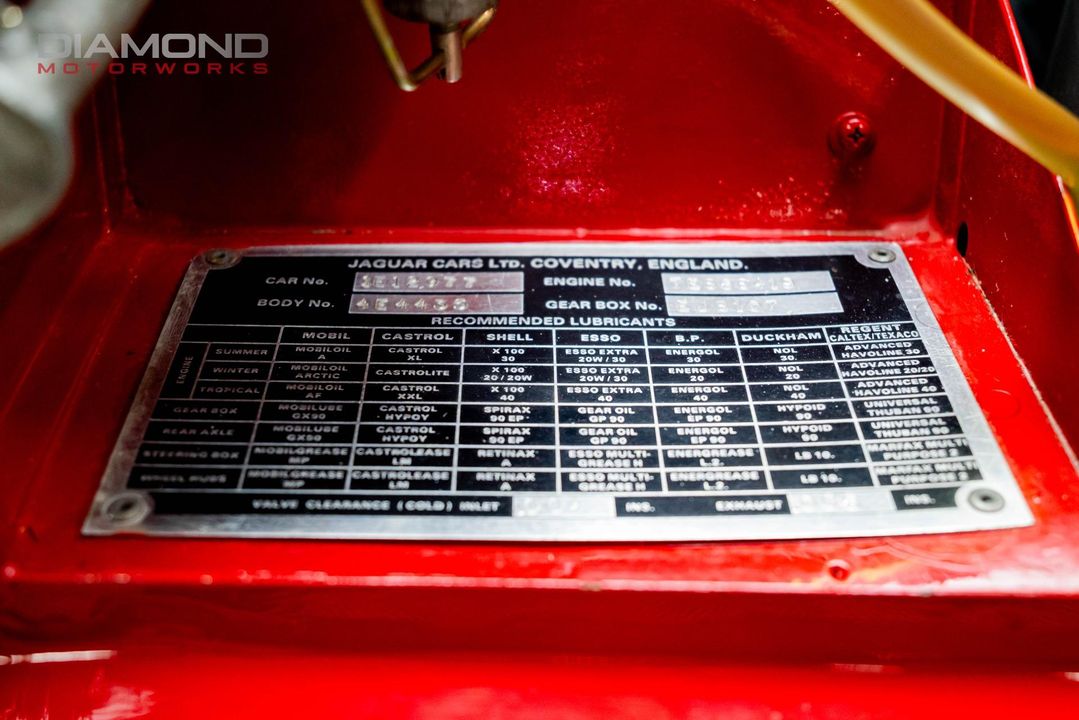 DIAMOND
MOTORWORKS
JAGUAR CARS LTD. COVENTRY, ENGLAND.
CAR No. ENGINE No.
BODY No. GEAR BOX No.
RECOMMENDED LUBRICANTS
MOBIL CASTROL SHELL ESSO B.P. DUCKHAM REGENT CALTEX/TEXACO
ENGINE
SUMMER MOBILOIL A CASTROL XL X 100 30 ESSO EXTRA 20W/30 ENERGOL 30 NOL 30. ADVANCED HAVOLINE 30
WINTER MOBILOIL ARCTIC CASTROLITE X 100 20/20W ESSO EXTRA 20W/30 ENERGOL 20 NOL 20 ADVANCED HAVOLINE 20/20
TROPICAL MOBILOIL AF CASTROL XXL X 100 40 ESSO EXTRA 40 ENERGOL 40 NOL 40 ADVANCED HAVOLINE 40
GEAR BOX MOBILUBE GX90 CASTROL HYPOY SPIRAX 90 EP GEAR OIL GP 90 ENERGOL EP 90 HYPOID 90 UNIVERSAL THUBAN 90
REAR AXLE MOBILUBE GX90 CASTROL HYPOY SPIRAX 90 EP GEAR OIL GP 90 ENERGOL EP 90 HYPOID 90 UNIVERSAL THUBAN 90
STEERING BOX MOBILGREASE MP CASTROLEASE LM RETINAX A ESSO MULTI-GREASE H ENERGREASE L.2. LB 10. MARFAX MULTI PURPOSE 2
WHEEL HUBS MOBILGREASE MP CASTROLEASE LM RETINAX A ESSO MULTI-GREASE H ENERGREASE L.2. LB 10. MARFAX MULTI PURPOSE
VALVE CLEARANCE (COLD) INLET INS. EXHAUST INS.